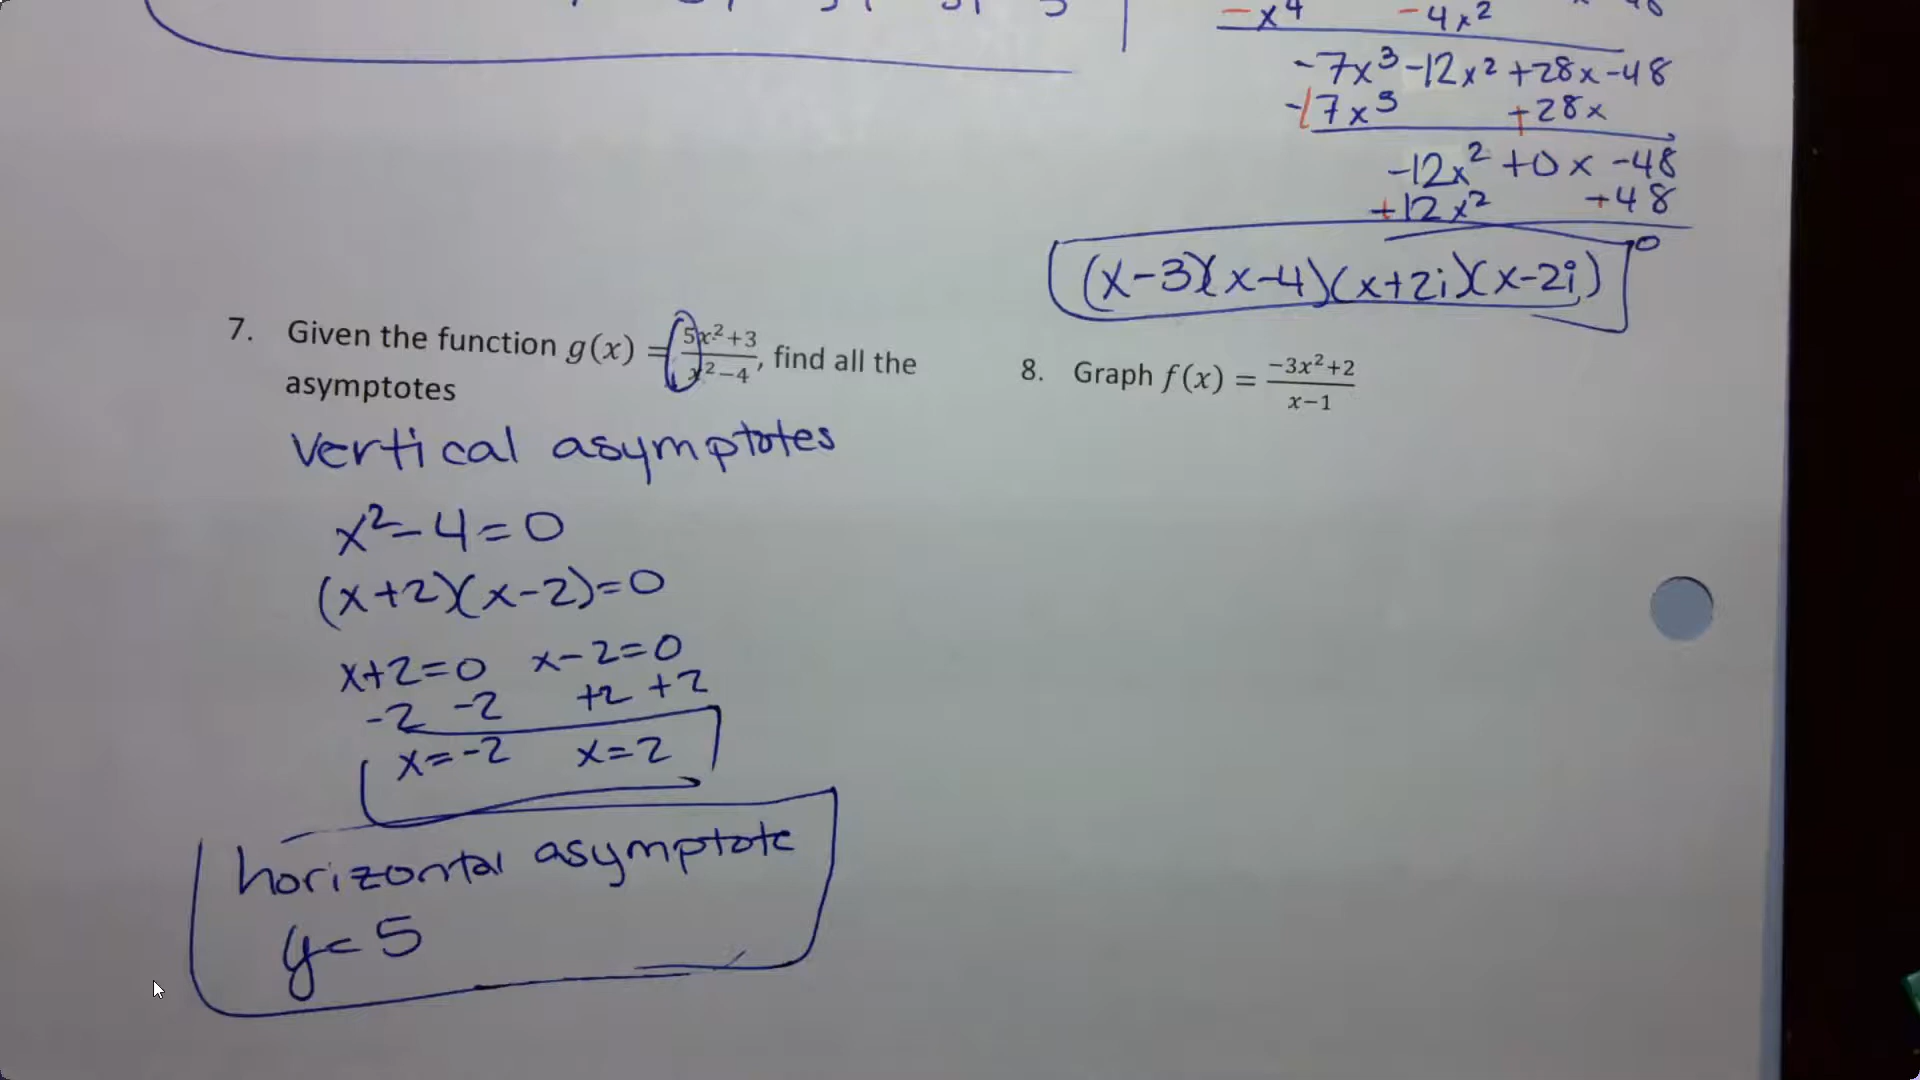 -x⁴ -4x²
-7x³-12x²+28x-48
-7x³ +28x
-12x²+0x-48
+12x² +48
0
(x-3)(x-4)(x+2i)(x-2i)
7. Given the function g(x) = 5x²+3/x²-4, find all the
asymptotes
vertical asymptotes
x²-4=0
(x+2)(x-2)=0
x+2=0 x-2=0
-2 -2 +2 +2
x=-2 x=2
horizontal asymptote
y=5
8. Graph f(x) = -3x²+2/x-1